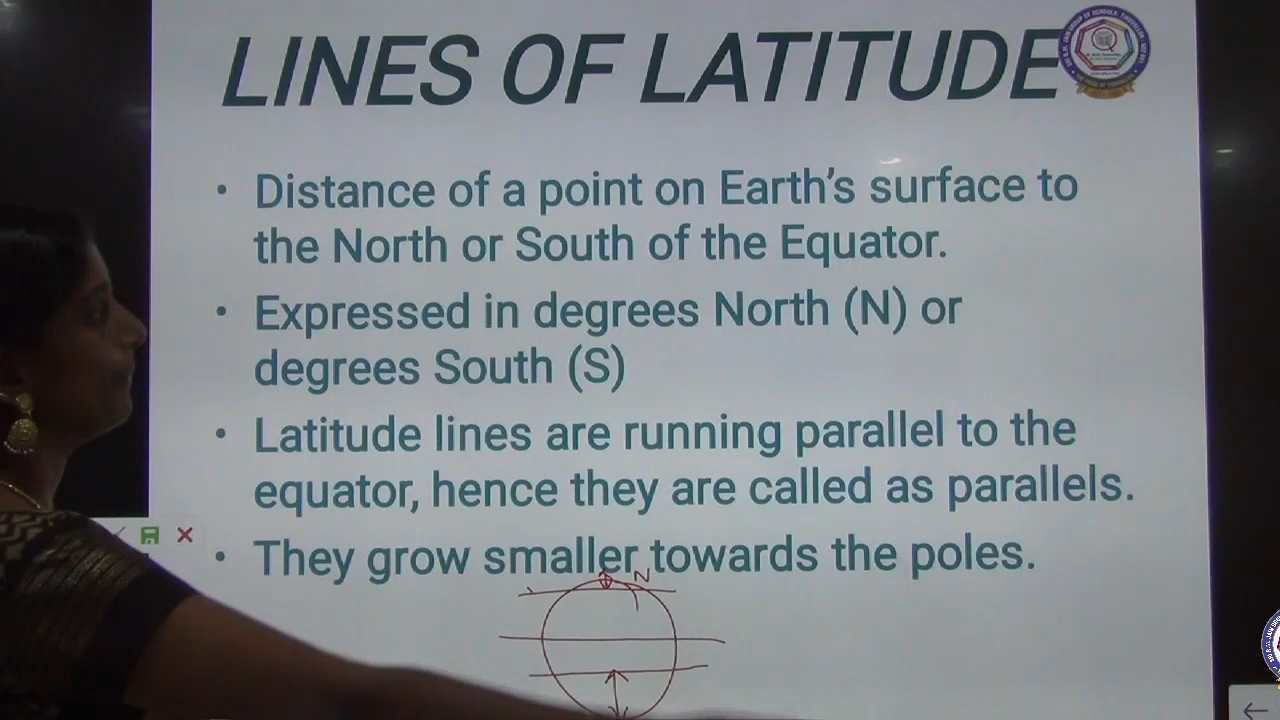 LINES OF LATITUDE
• Distance of a point on Earth's surface to
the North or South of the Equator.
• Expressed in degrees North (N) or
degrees South (S)
• Latitude lines are running parallel to the
equator, hence they are called as parallels.
• They grow smaller towards the poles.
N